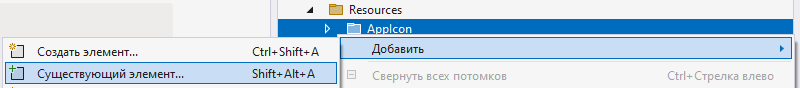 Resources
AppIcon
Создать элемент... Ctrl+Shift+A
Добавить
Существующий элемент... Shift+Alt+A
Свернуть всех потомков Ctrl+Стрелка влево